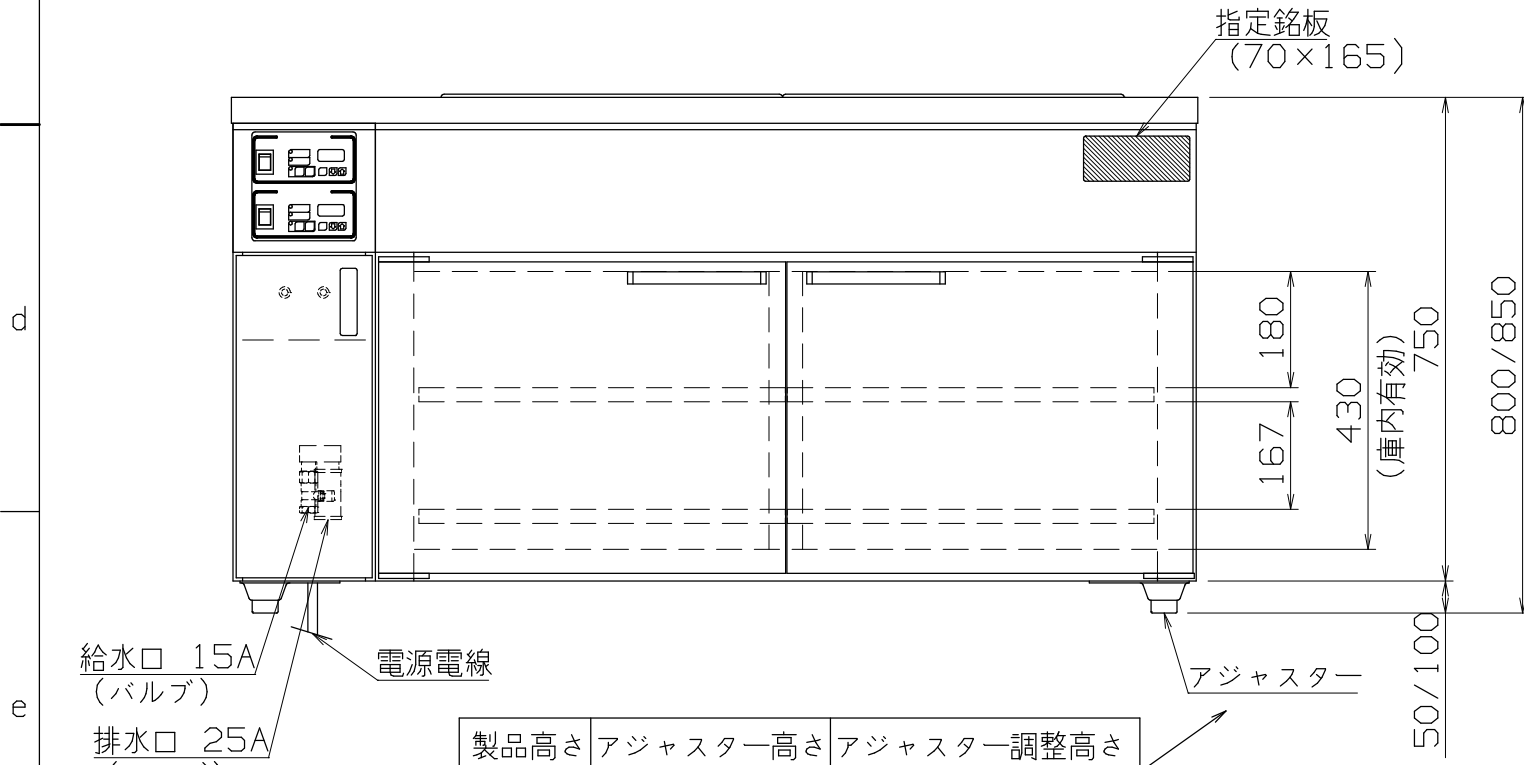 指定銘板
(70×165)
d
180
167
430
(庫内有効)
750
800/850
給水口 15A
(バルブ)
電源電線
アジャスター
50/100
e
排水口 25A
製品高さ アジャスター高さ アジャスター調整高さ